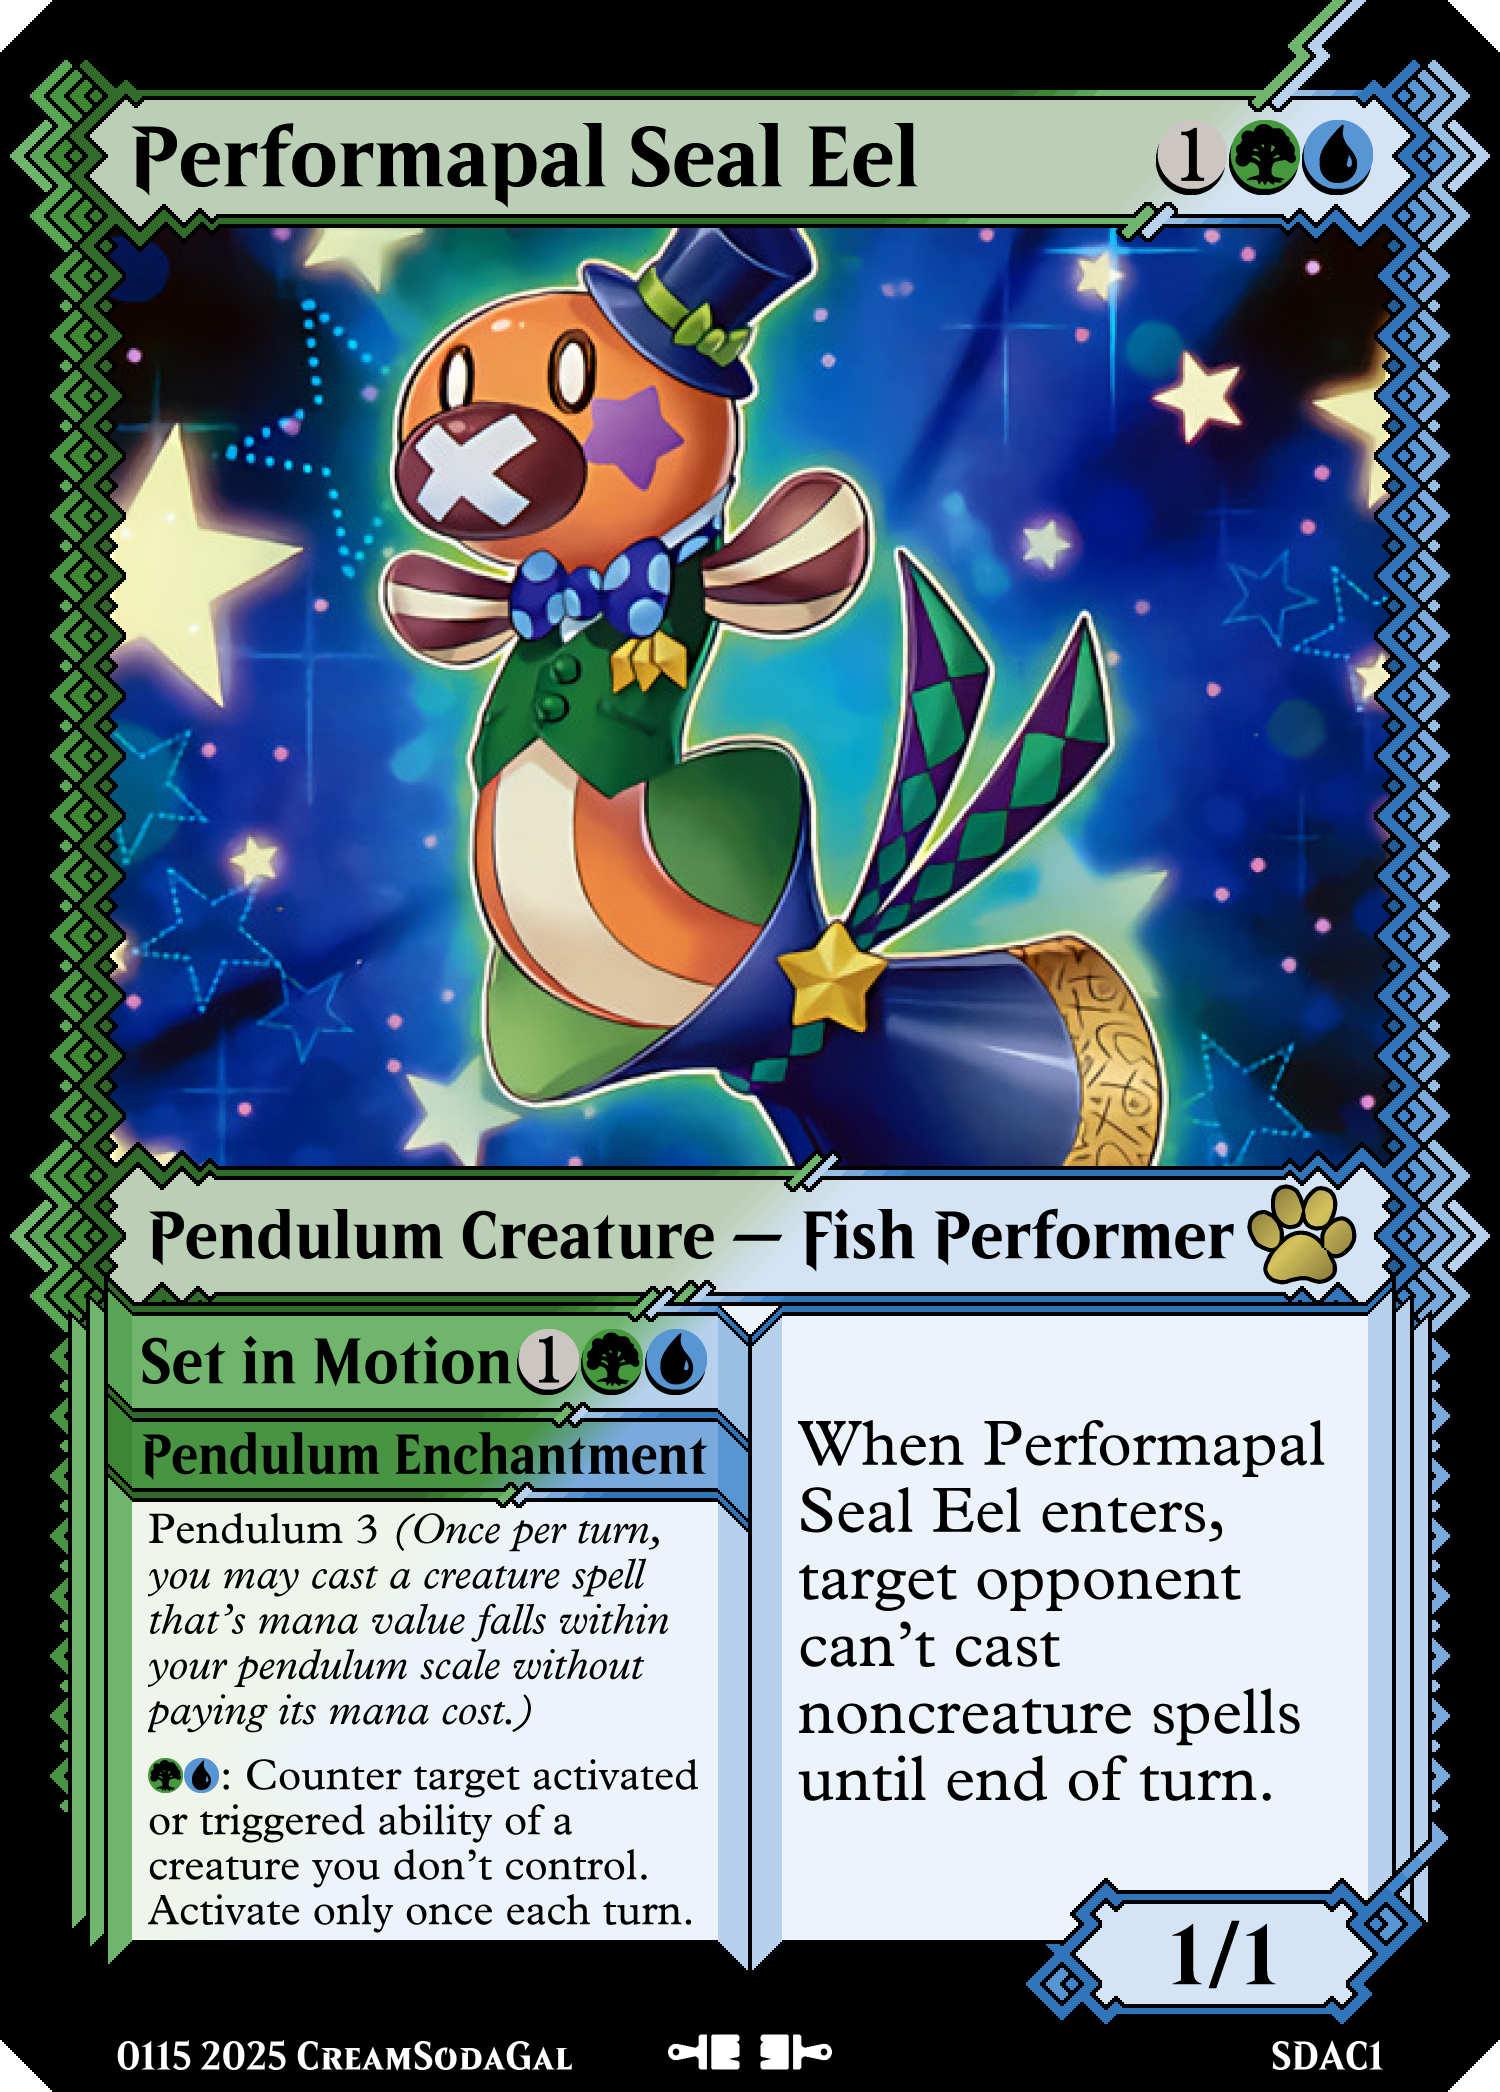 Performapal Seal Eel 1
Pendulum Creature — Fish Performer
Set in Motion 1
Pendulum Enchantment
Pendulum 3 (Once per turn,
you may cast a creature spell
that's mana value falls within
your pendulum scale without
paying its mana cost.)
: Counter target activated
or triggered ability of a
creature you don't control.
Activate only once each turn.
When Performapal
Seal Eel enters,
target opponent
can't cast
noncreature spells
until end of turn.
1/1
0115 2025 CreamSodaGal
SDAC1